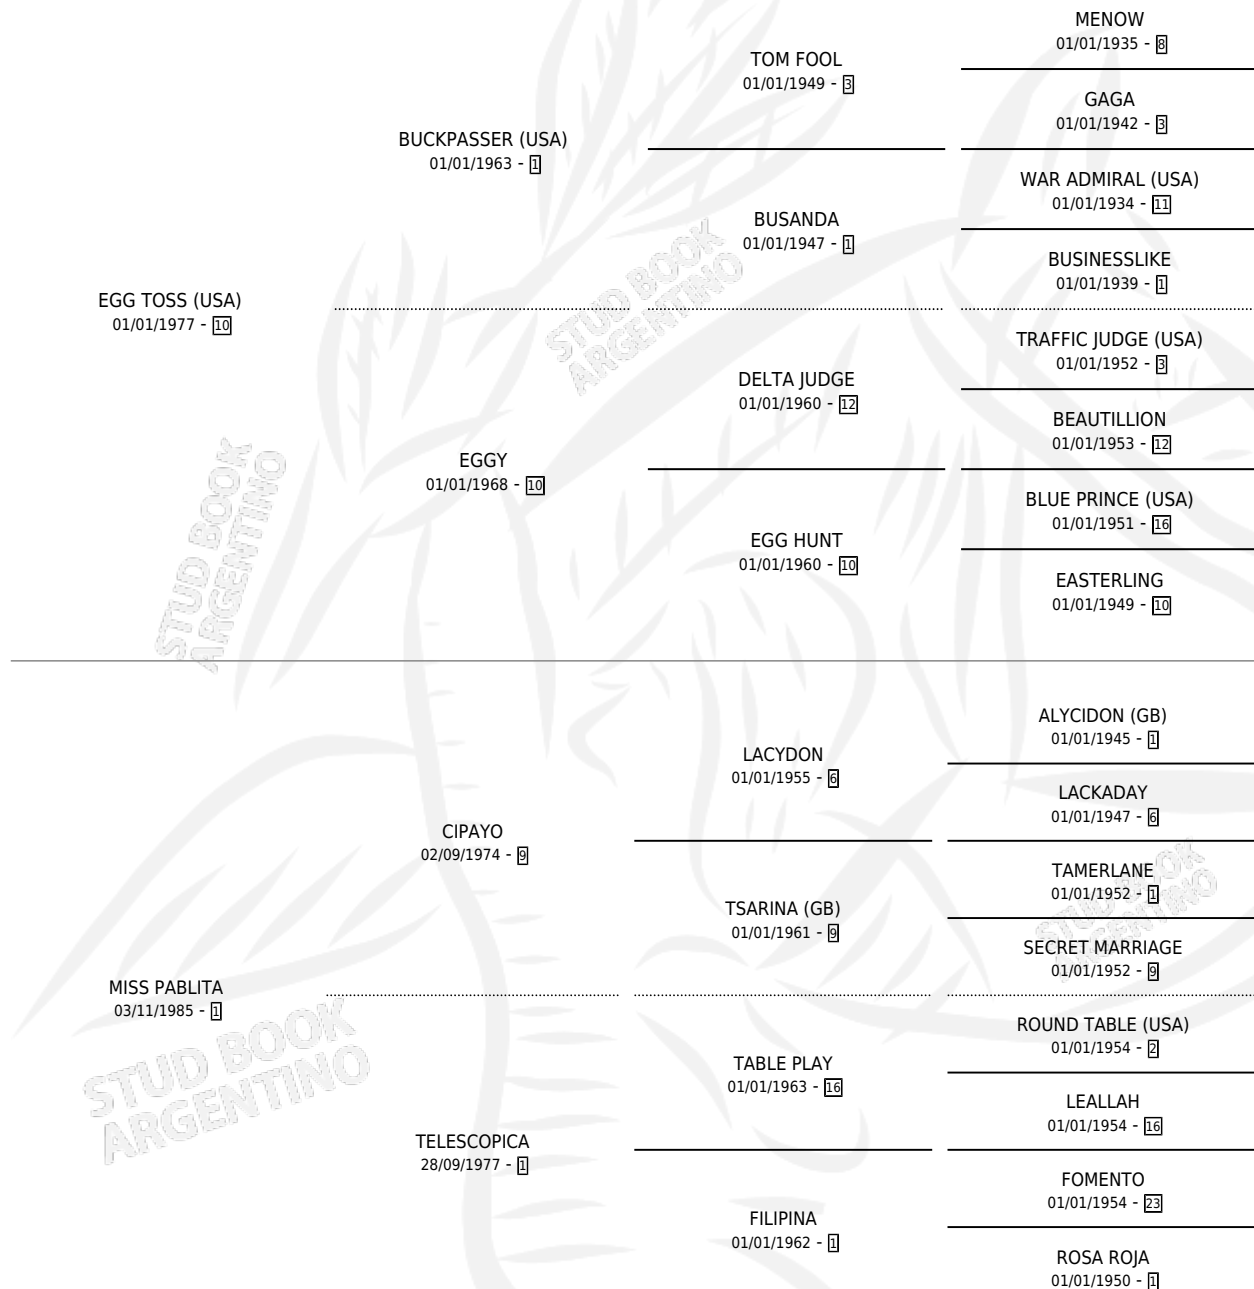 MENOW
01/01/1935 - 8
TOM FOOL
01/01/1949 - 3
GAGA
01/01/1942 - 3
BUCKPASSER (USA)
01/01/1963 - 1
WAR ADMIRAL (USA)
01/01/1934 - 11
BUSANDA
01/01/1947 - 1
BUSINESSLIKE
01/01/1939 - 1
EGG TOSS (USA)
01/01/1977 - 10
TRAFFIC JUDGE (USA)
01/01/1952 - 3
DELTA JUDGE
01/01/1960 - 12
BEAUTILLION
01/01/1953 - 12
EGGY
01/01/1968 - 10
BLUE PRINCE (USA)
01/01/1951 - 16
EGG HUNT
01/01/1960 - 10
EASTERLING
01/01/1949 - 10
STUD BOOK
ARGENTINO
STUD BOOK
ARGENTINO
ALYCIDON (GB)
01/01/1945 - 1
LACYDON
01/01/1955 - 6
LACKADAY
01/01/1947 - 6
CIPAYO
02/09/1974 - 9
TAMERLANE
01/01/1952 - 1
TSARINA (GB)
01/01/1961 - 9
SECRET MARRIAGE
01/01/1952 - 9
STUD BOOK
ARGENTINO
MISS PABLITA
03/11/1985 - 1
ROUND TABLE (USA)
01/01/1954 - 2
TABLE PLAY
01/01/1963 - 16
LEALLAH
01/01/1954 - 16
STUD BOOK
ARGENTINO
TELESCOPICA
28/09/1977 - 1
FOMENTO
01/01/1954 - 23
FILIPINA
01/01/1962 - 1
ROSA ROJA
01/01/1950 - 1